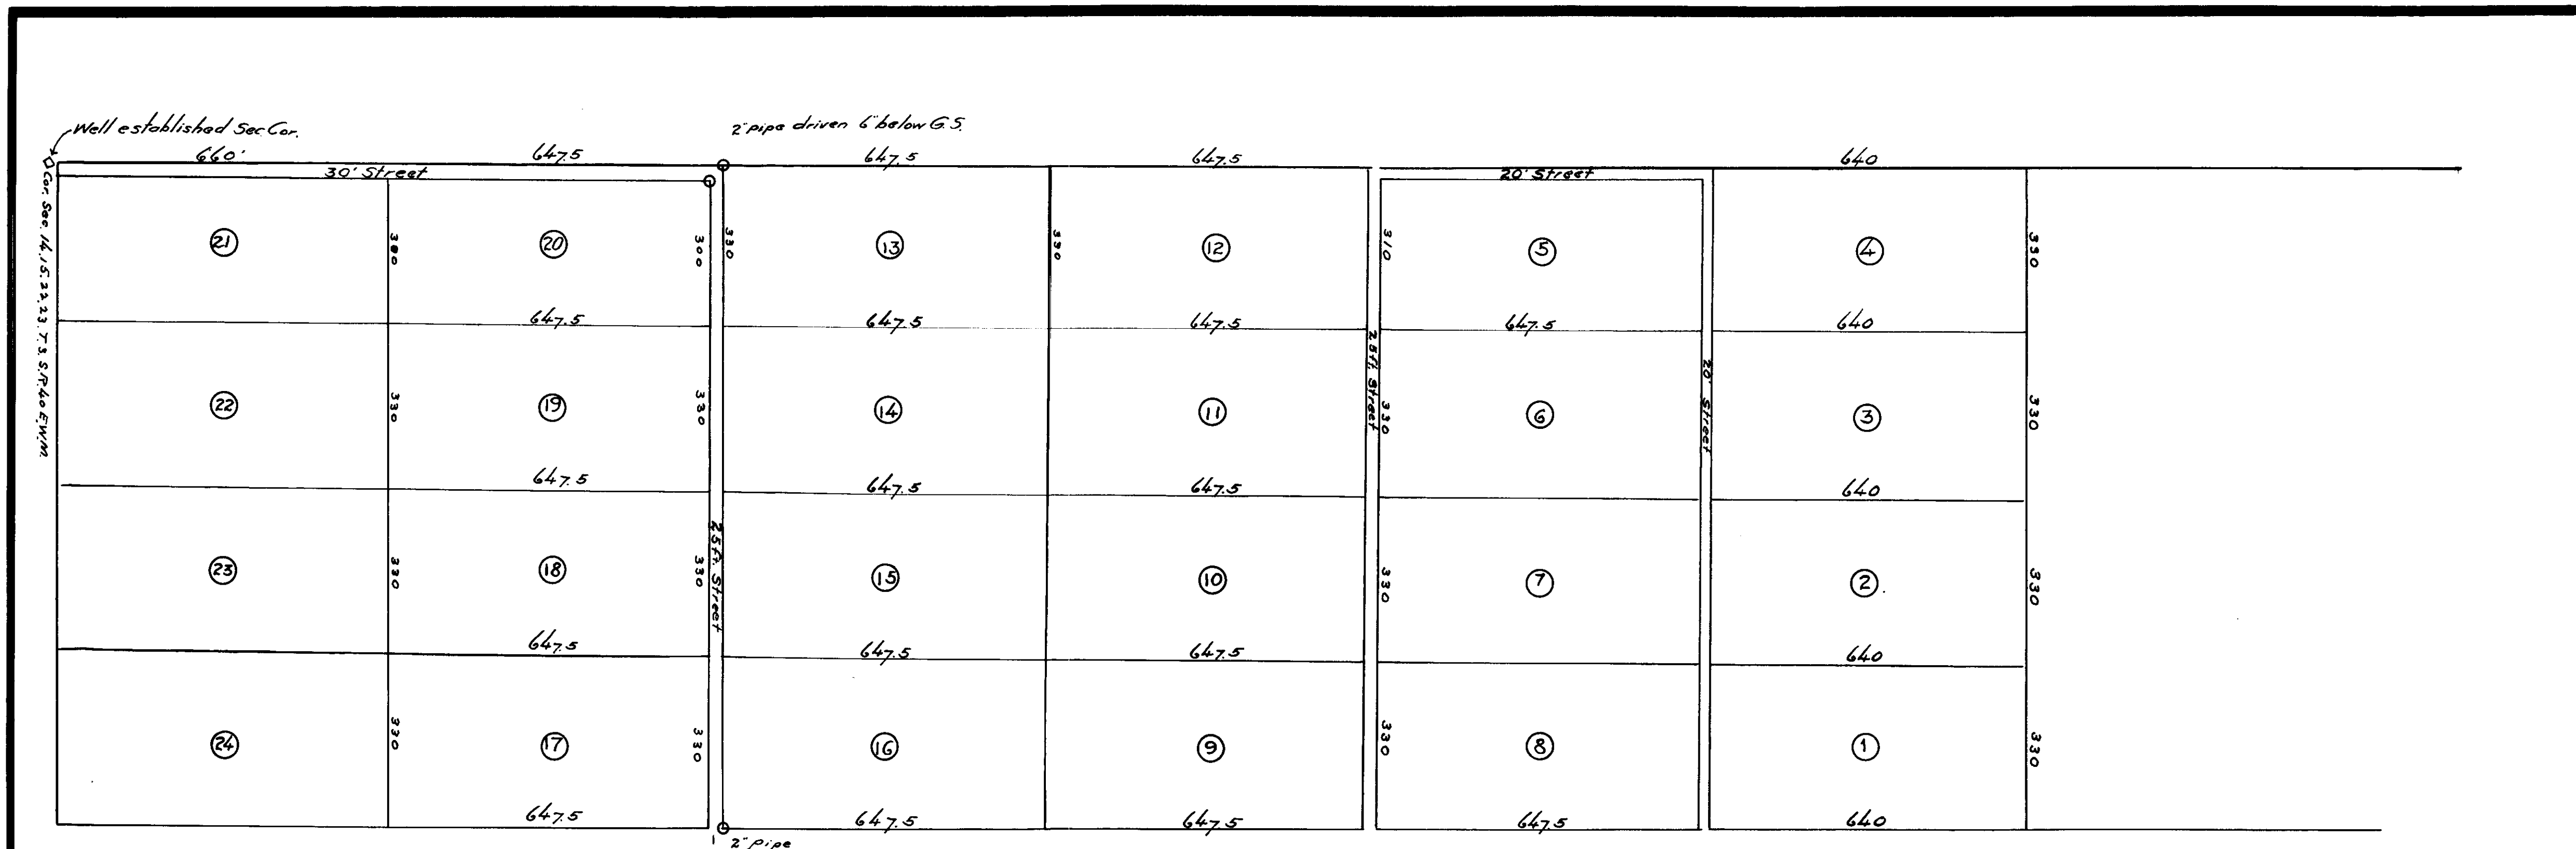 Well established Sec Cor.
2" pipe driven 6" below G.S.
660' 647.5 647.5 647.5 640
30' Street 20' Street
Cor. Sec. 14.15.22.23. T.3.S.R.40 E.W.M.
21 300 20 300 330 13 330 12 310 5 4 330
647.5 647.5 647.5 647.5 640
25ft. Street
20' Street
22 330 19 330 14 11 330 6 3 330
647.5 647.5 647.5 640
25ft. Street
23 330 18 330 15 10 330 7 2 330
647.5 647.5 647.5 640
24 330 17 330 16 9 330 8 1 330
647.5 647.5 647.5 647.5 640
2" pipe